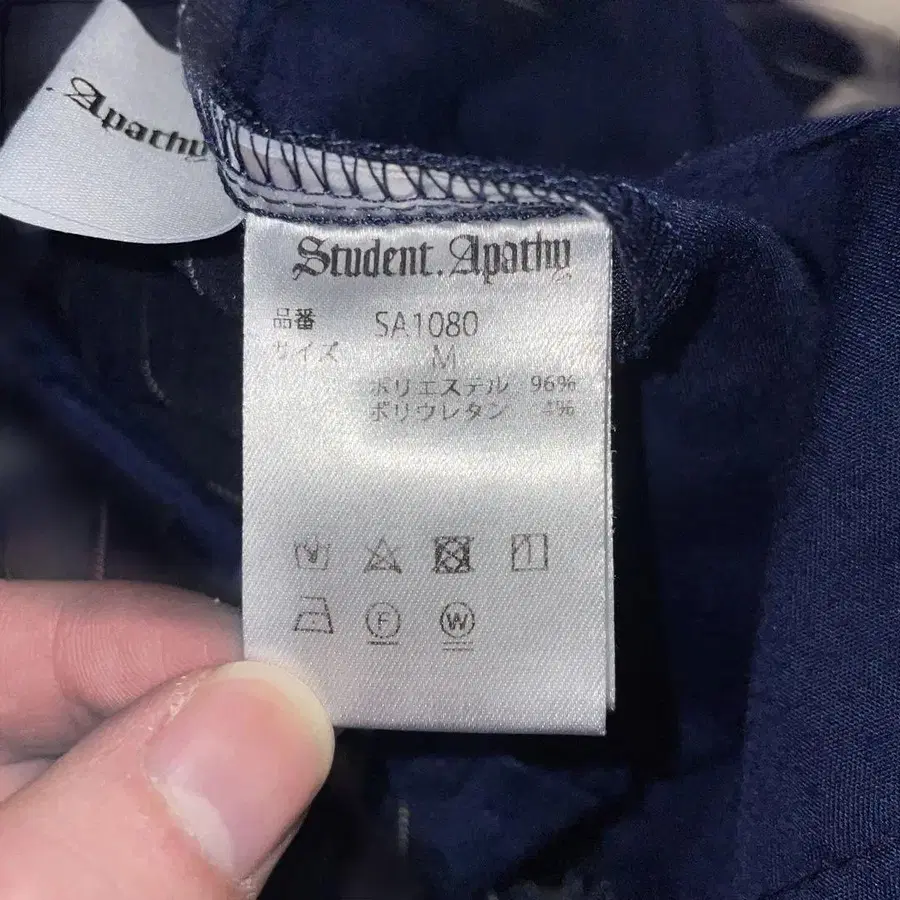 Apathy
Student.Apathy
品番 SA1080
サイズ M
ポリエステル 96%
ポリウレタン 4%
F
W